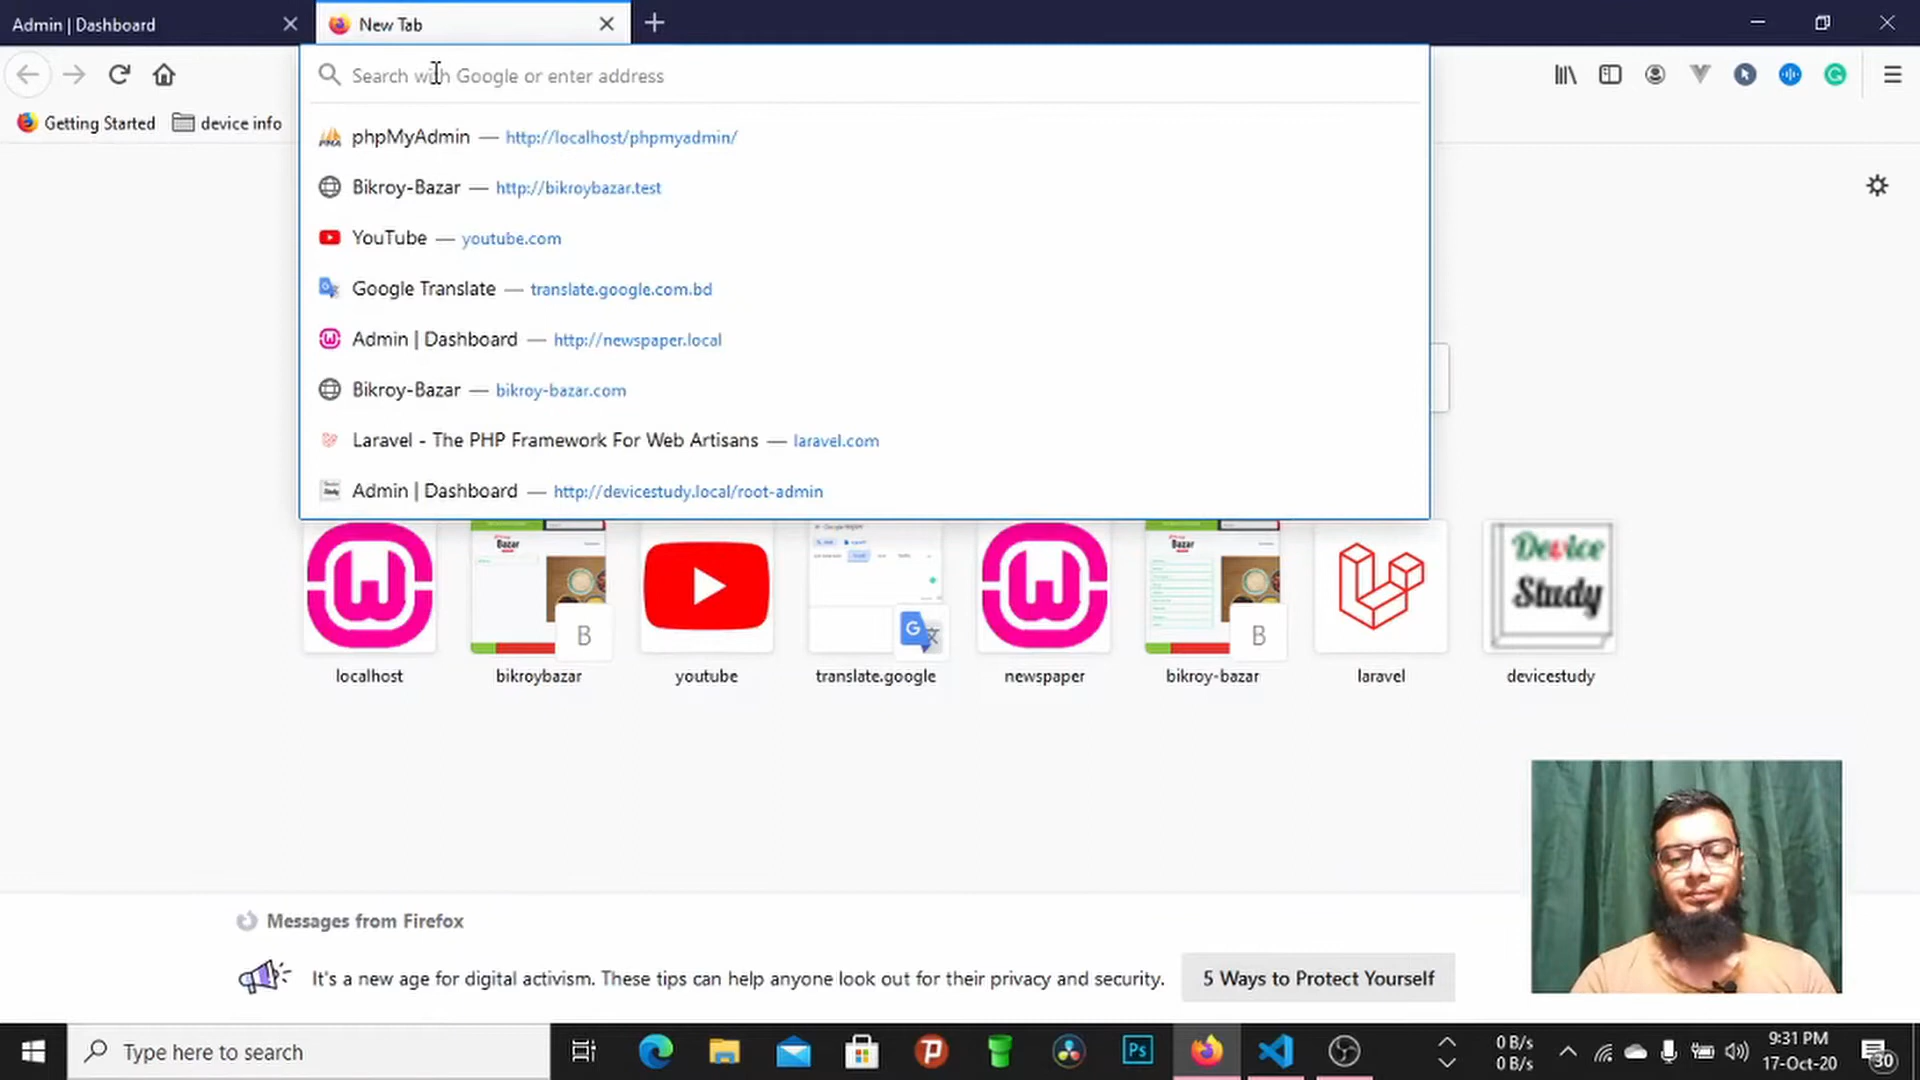 Admin | Dashboard
New Tab
Search with Google or enter address
Getting Started
device info
phpMyAdmin — http://localhost/phpmyadmin/
Bikroy-Bazar — http://bikroybazar.test
YouTube — youtube.com
Google Translate — translate.google.com.bd
Admin | Dashboard — http://newspaper.local
Bikroy-Bazar — bikroy-bazar.com
Laravel - The PHP Framework For Web Artisans — laravel.com
Admin | Dashboard — http://devicestudy.local/root-admin
Bazar
Bazar
Device
Study
B
B
localhost
bikroybazar
youtube
translate.google
newspaper
bikroy-bazar
laravel
devicestudy
Messages from Firefox
It's a new age for digital activism. These tips can help anyone look out for their privacy and security.
5 Ways to Protect Yourself
Type here to search
Ps
0 B/s
0 B/s
9:31 PM
17-Oct-20
30